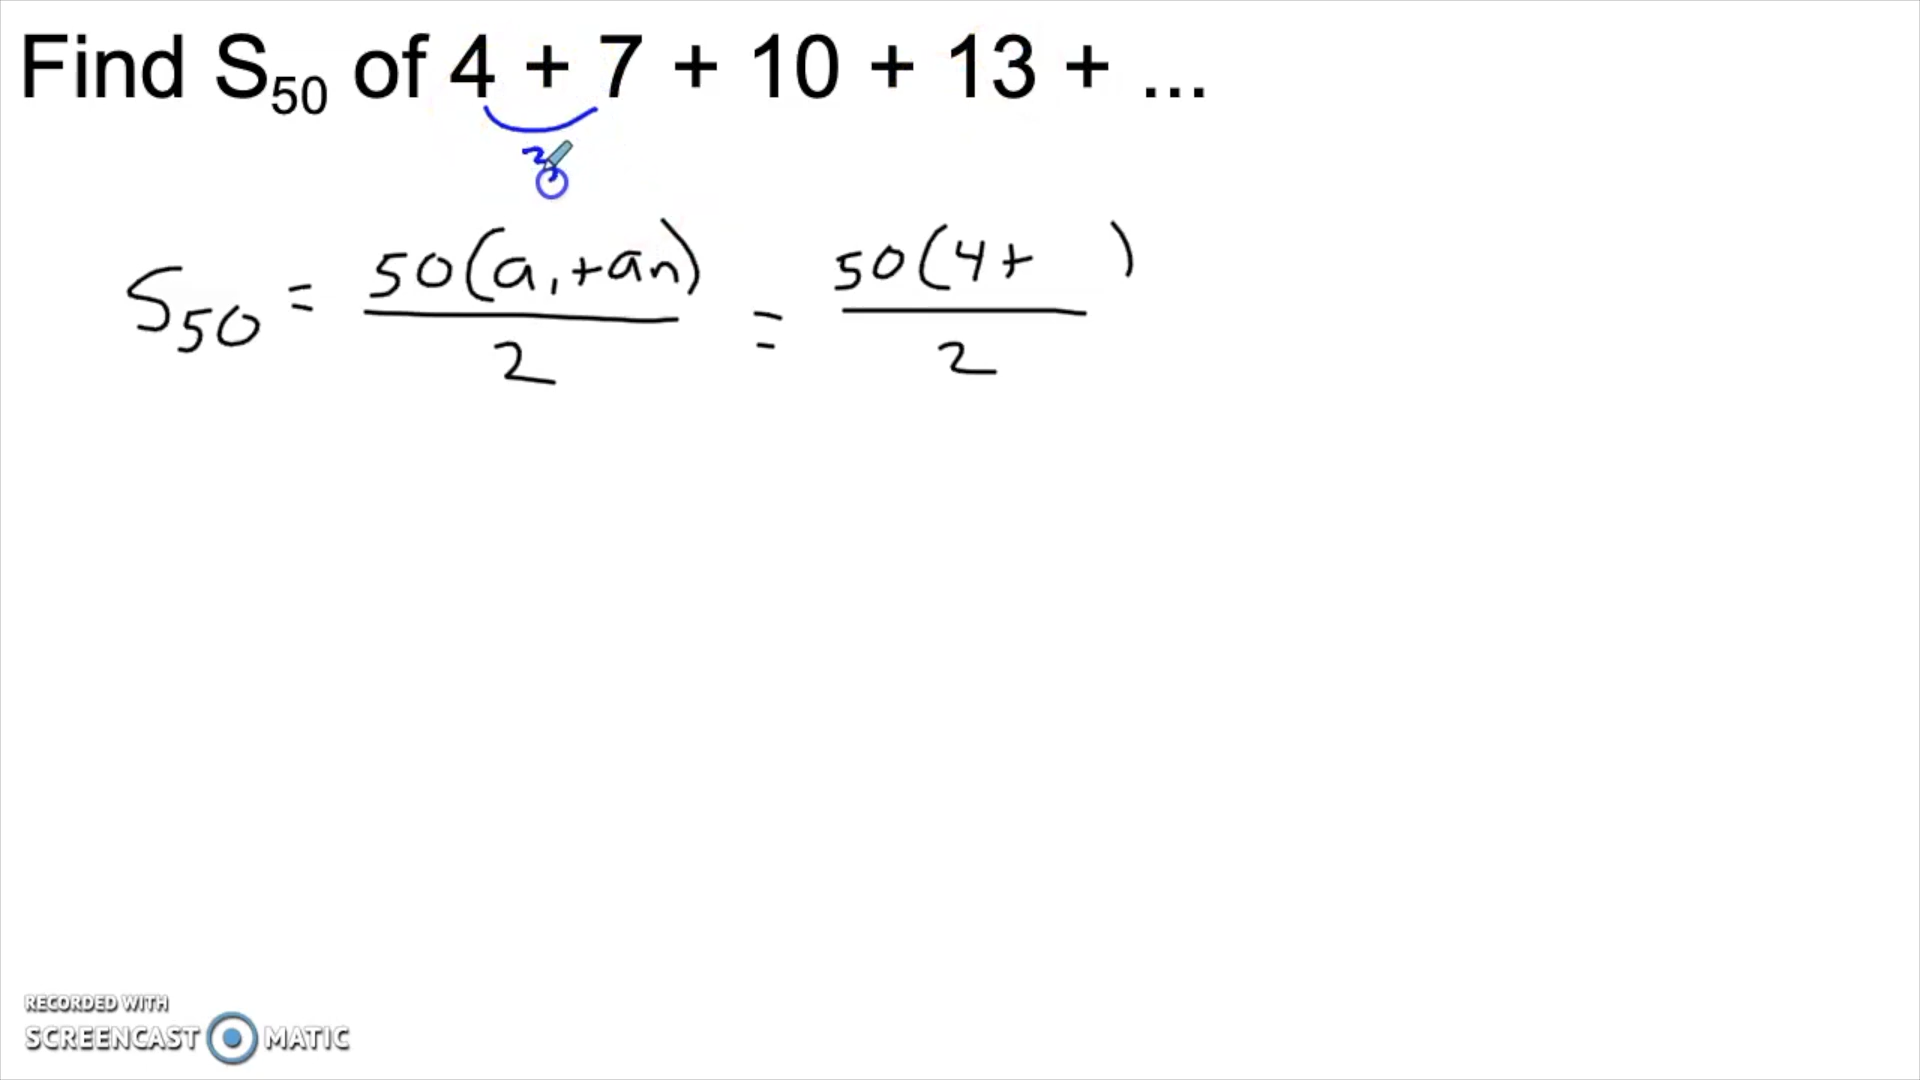 Find S₅₀ of 4 + 7 + 10 + 13 + ...
3
S₅₀ = 50(a₁+an)/2 = 50(4+ )/2
RECORDED WITH
SCREENCAST MATIC